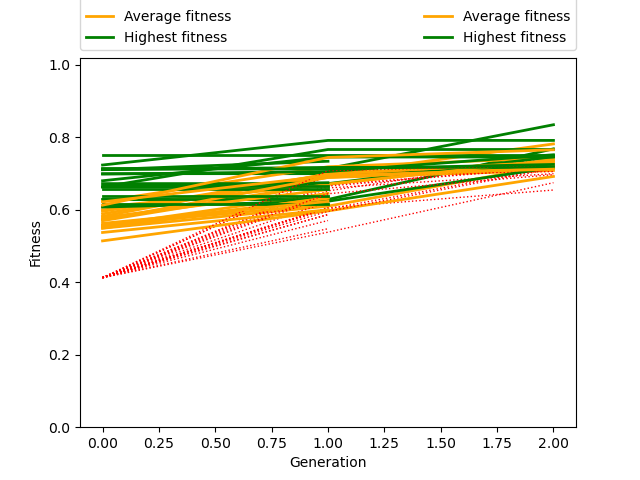 Average fitness Average fitness
Highest fitness Highest fitness
1.0
0.8
0.6
0.4
0.2
0.0
Fitness
0.00 0.25 0.50 0.75 1.00 1.25 1.50 1.75 2.00
Generation